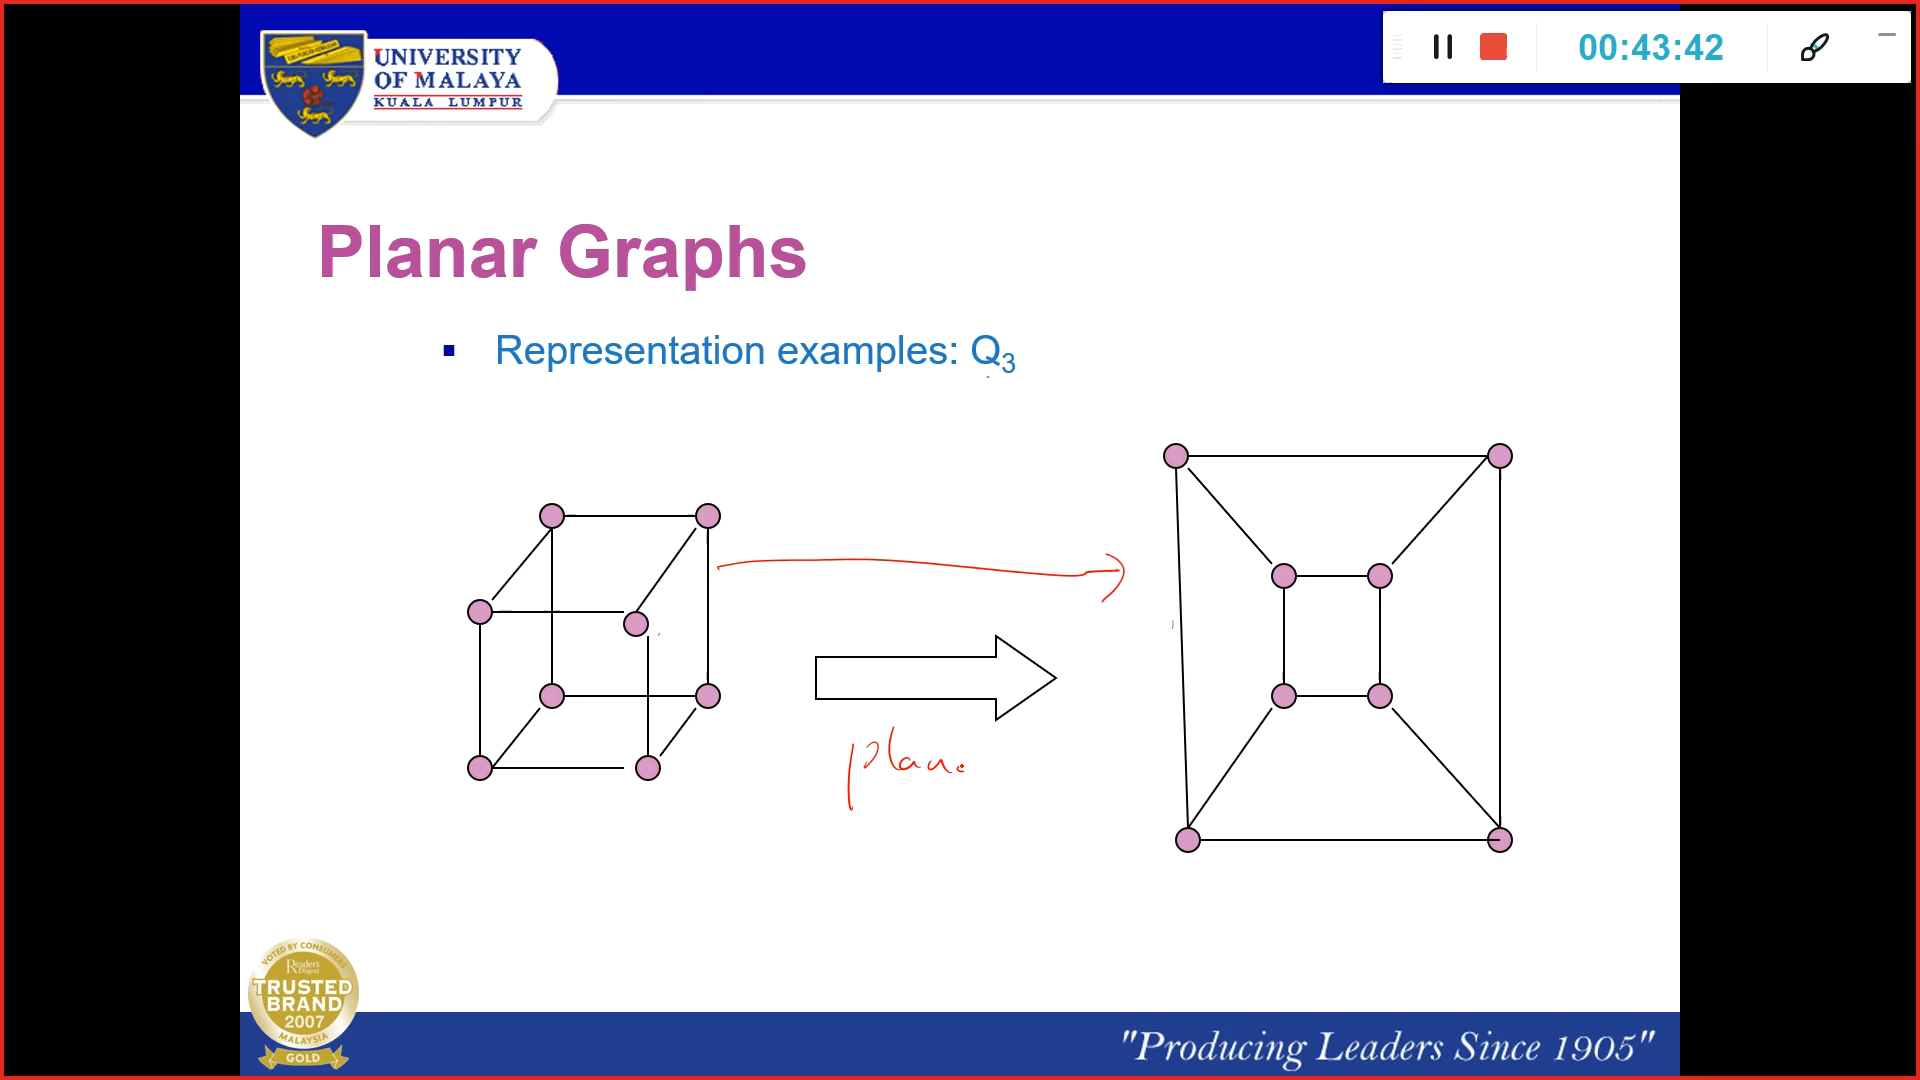 UNIVERSITY
OF MALAYA
KUALA LUMPUR
00:43:42
Planar Graphs
▪ Representation examples: Q₃
plan.
VOTED BY CONSUMERS
Reader's
Digest
TRUSTED
BRAND
2007
MALAYSIA
GOLD
"Producing Leaders Since 1905"